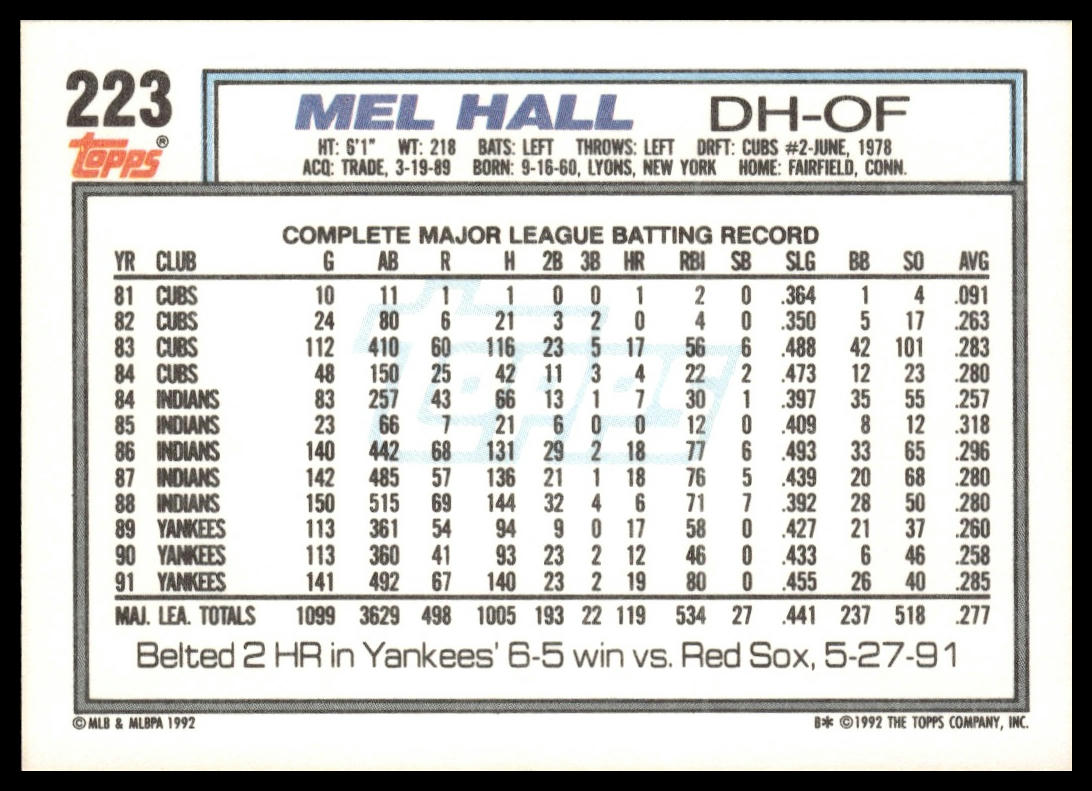 223
Topps®
MEL HALL DH-OF
HT: 6'1" WT: 218 BATS: LEFT THROWS: LEFT DRFT: CUBS #2-JUNE, 1978
ACQ: TRADE, 3-19-89 BORN: 9-16-60, LYONS, NEW YORK HOME: FAIRFIELD, CONN.
COMPLETE MAJOR LEAGUE BATTING RECORD
YR CLUB G AB R H 2B 3B HR RBI SB SLG BB SO AVG
81 CUBS 10 11 1 1 0 0 1 2 0 .364 1 4 .091
82 CUBS 24 80 6 21 3 2 0 4 0 .350 5 17 .263
83 CUBS 112 410 60 116 23 5 17 56 6 .488 42 101 .283
84 CUBS 48 150 25 42 11 3 4 22 2 .473 12 23 .280
84 INDIANS 83 257 43 66 13 1 7 30 1 .397 35 55 .257
85 INDIANS 23 66 7 21 6 0 0 12 0 .409 8 12 .318
86 INDIANS 140 442 68 131 29 2 18 77 6 .493 33 65 .296
87 INDIANS 142 485 57 136 21 1 18 76 5 .439 20 68 .280
88 INDIANS 150 515 69 144 32 4 6 71 7 .392 28 50 .280
89 YANKEES 113 361 54 94 9 0 17 58 0 .427 21 37 .260
90 YANKEES 113 360 41 93 23 2 12 46 0 .433 6 46 .258
91 YANKEES 141 492 67 140 23 2 19 80 0 .455 26 40 .285
MAJ. LEA. TOTALS 1099 3629 498 1005 193 22 119 534 27 .441 237 518 .277
Belted 2 HR in Yankees' 6-5 win vs. Red Sox, 5-27-91
© MLB & MLBPA 1992 B* ©1992 THE TOPPS COMPANY, INC.